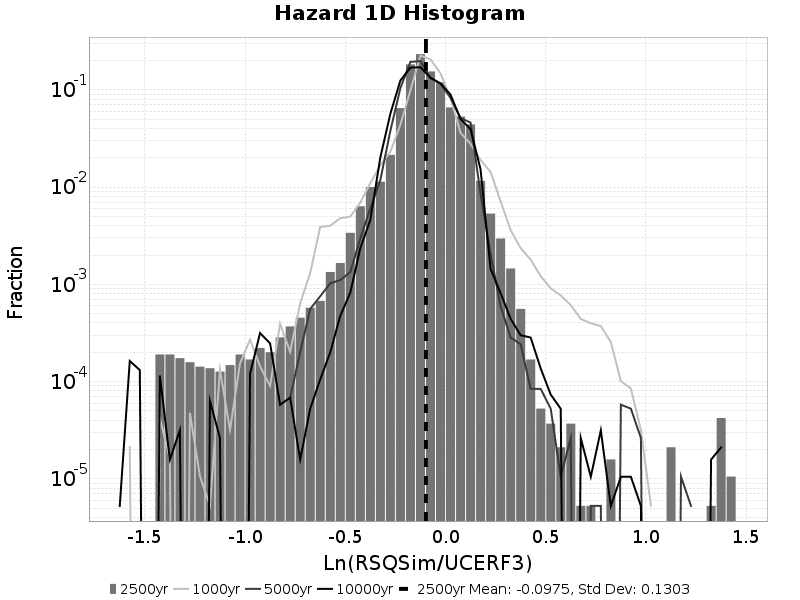 Hazard 1D Histogram
10-1
10-2
10-3
10-4
10-5
Fraction
-1.5 -1.0 -0.5 0.0 0.5 1.0 1.5
Ln(RSQSim/UCERF3)
2500yr 1000yr 5000yr 10000yr 2500yr Mean: -0.0975, Std Dev: 0.1303